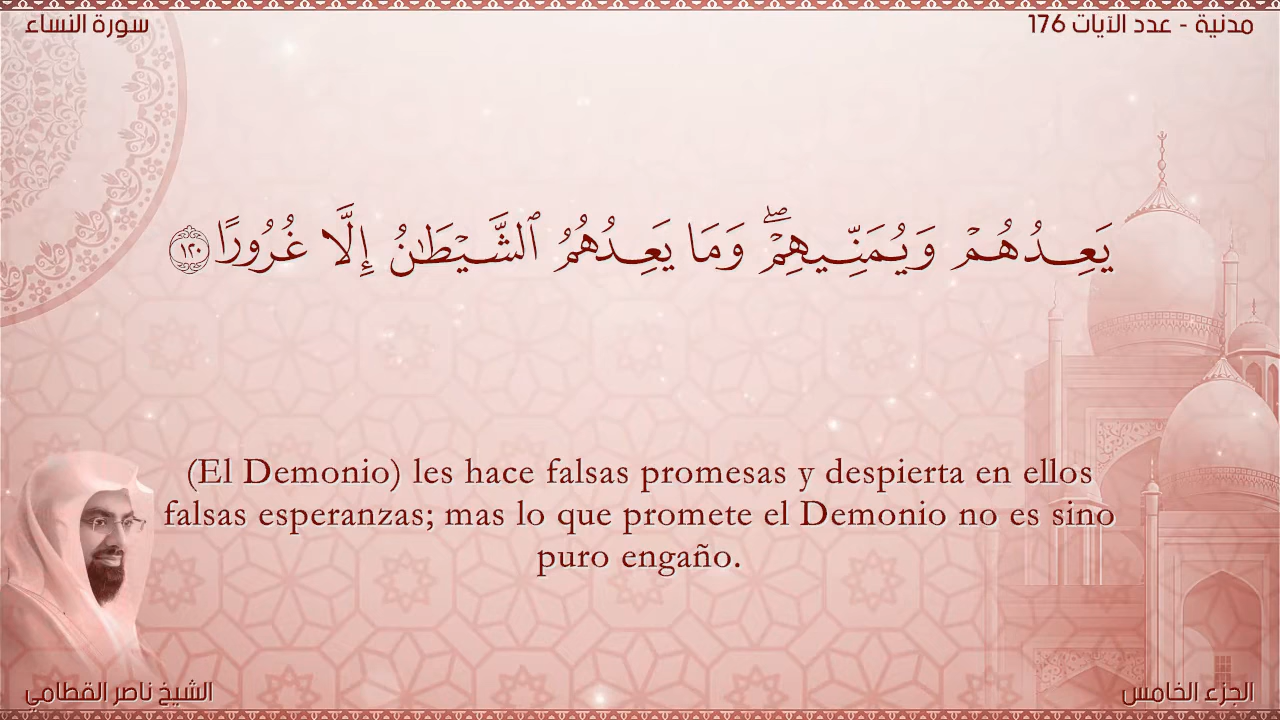 سورة النساء
مدنية - عدد الآيات 176
يَعِدُهُمْ وَيُمَنِّيهِمْ ۖ وَمَا يَعِدُهُمُ ٱلشَّيْطَٰنُ إِلَّا غُرُورًا ١٢٠
(El Demonio) les hace falsas promesas y despierta en ellos
falsas esperanzas; mas lo que promete el Demonio no es sino
puro engaño.
الشيخ ناصر القطامي
الجزء الخامس